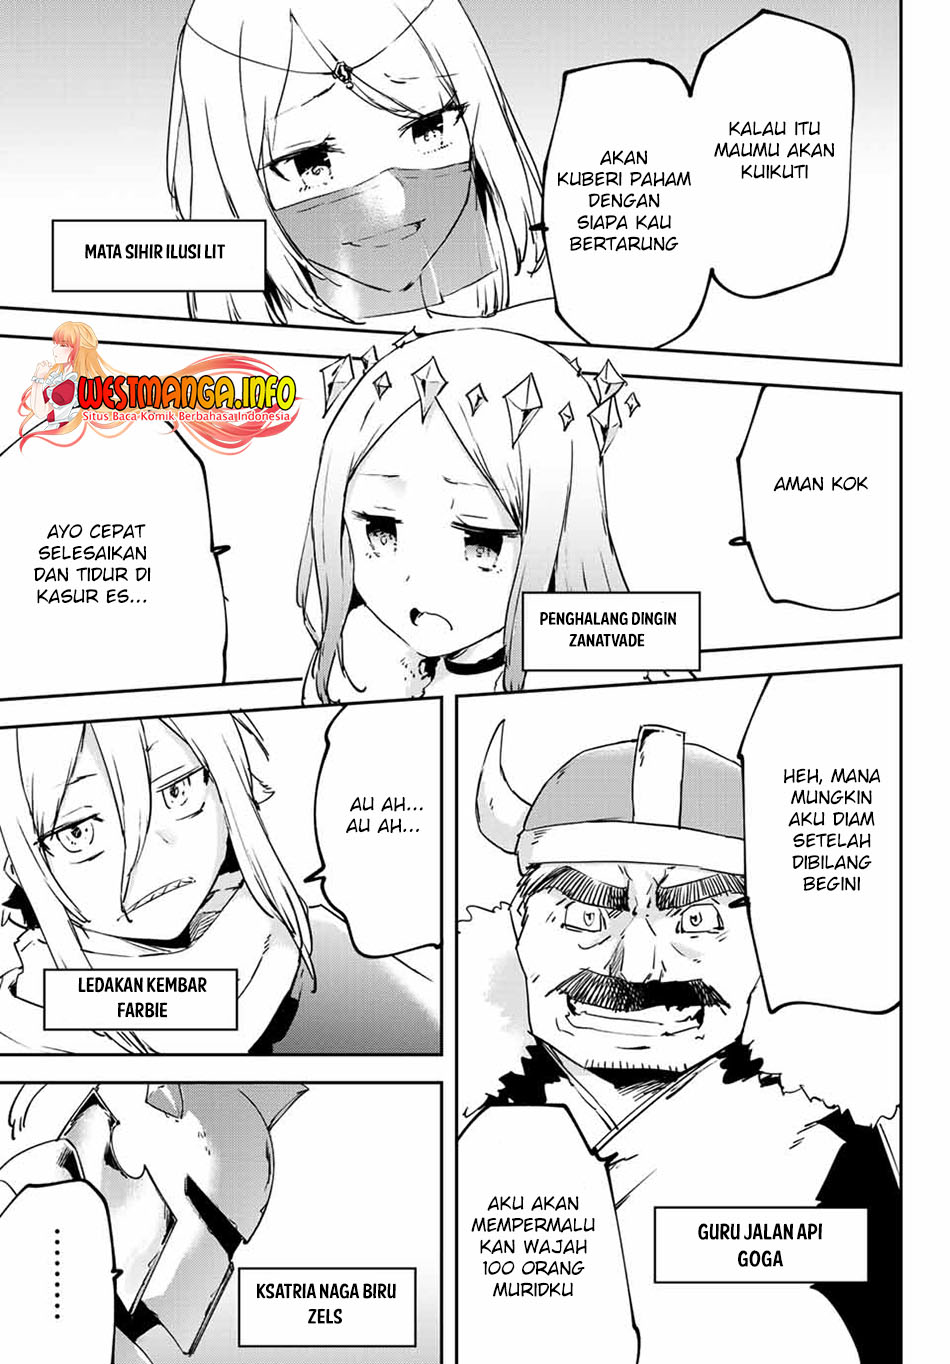 KALAU ITU
MAUMU AKAN
KUIKUTI
AKAN
KUBERI PAHAM
DENGAN
SIAPA KAU
BERTARUNG
MATA SIHIR ILUSI LIT
WESTMANGA.INFO
Situs Baca Komik Berbahasa Indonesia
AMAN KOK
AYO CEPAT
SELESAIKAN
DAN TIDUR DI
KASUR ES...
PENGHALANG DINGIN
ZANATVADE
HEH, MANA
MUNGKIN
AKU DIAM
SETELAH
DIBILANG
BEGINI
AU AH...
AU AH...
LEDAKAN KEMBAR
FARBIE
AKU AKAN
MEMPERMALU
KAN WAJAH
100 ORANG
MURIDKU
GURU JALAN API
GOGA
KSATRIA NAGA BIRU
ZELS
.........